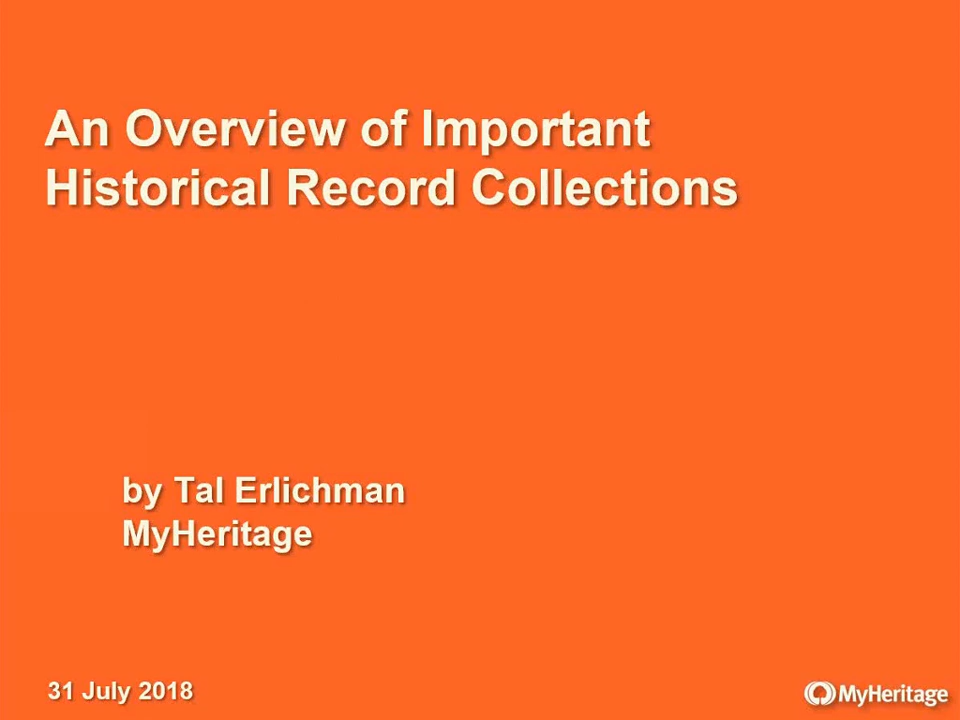 An Overview of Important
Historical Record Collections
by Tal Erlichman
MyHeritage
31 July 2018
MyHeritage